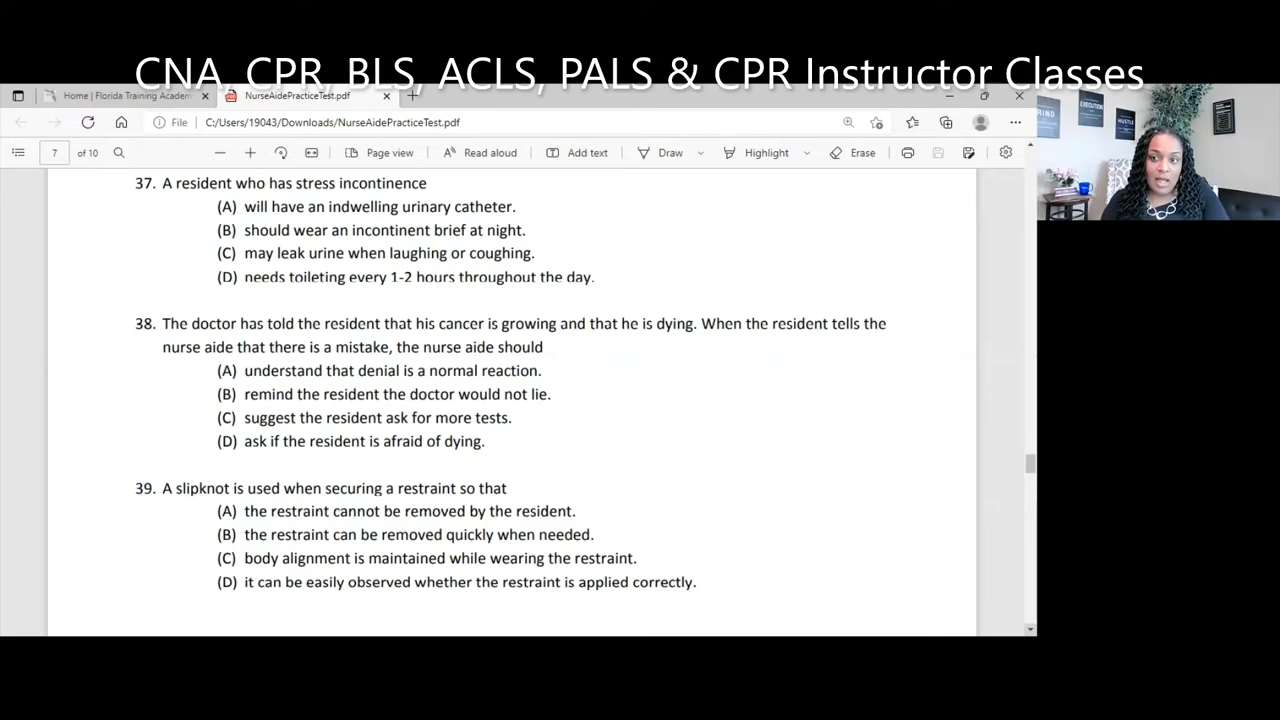 CNA, CPR, BLS, ACLS, PALS & CPR Instructor Classes
Home | Florida Training Academ
NurseAidePracticeTest.pdf
File C:/Users/19043/Downloads/NurseAidePracticeTest.pdf
7 of 10 Page view Read aloud Add text Draw Highlight Erase
EXECUTION
HUSTLE
37. A resident who has stress incontinence
(A) will have an indwelling urinary catheter.
(B) should wear an incontinent brief at night.
(C) may leak urine when laughing or coughing.
(D) needs toileting every 1-2 hours throughout the day.
38. The doctor has told the resident that his cancer is growing and that he is dying. When the resident tells the
nurse aide that there is a mistake, the nurse aide should
(A) understand that denial is a normal reaction.
(B) remind the resident the doctor would not lie.
(C) suggest the resident ask for more tests.
(D) ask if the resident is afraid of dying.
39. A slipknot is used when securing a restraint so that
(A) the restraint cannot be removed by the resident.
(B) the restraint can be removed quickly when needed.
(C) body alignment is maintained while wearing the restraint.
(D) it can be easily observed whether the restraint is applied correctly.